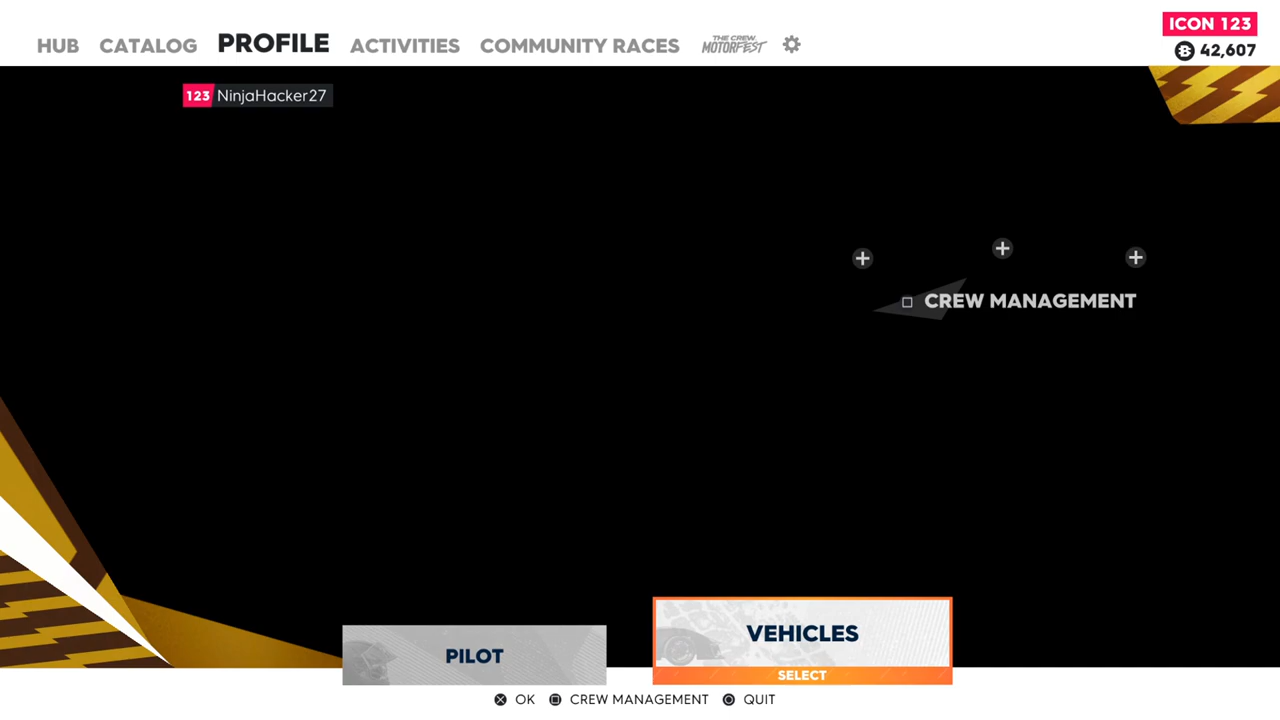 HUB CATALOG PROFILE ACTIVITIES COMMUNITY RACES THE CREW MOTORFEST
ICON 123
42,607
123 NinjaHacker27
CREW MANAGEMENT
PILOT
VEHICLES
SELECT
OK CREW MANAGEMENT QUIT